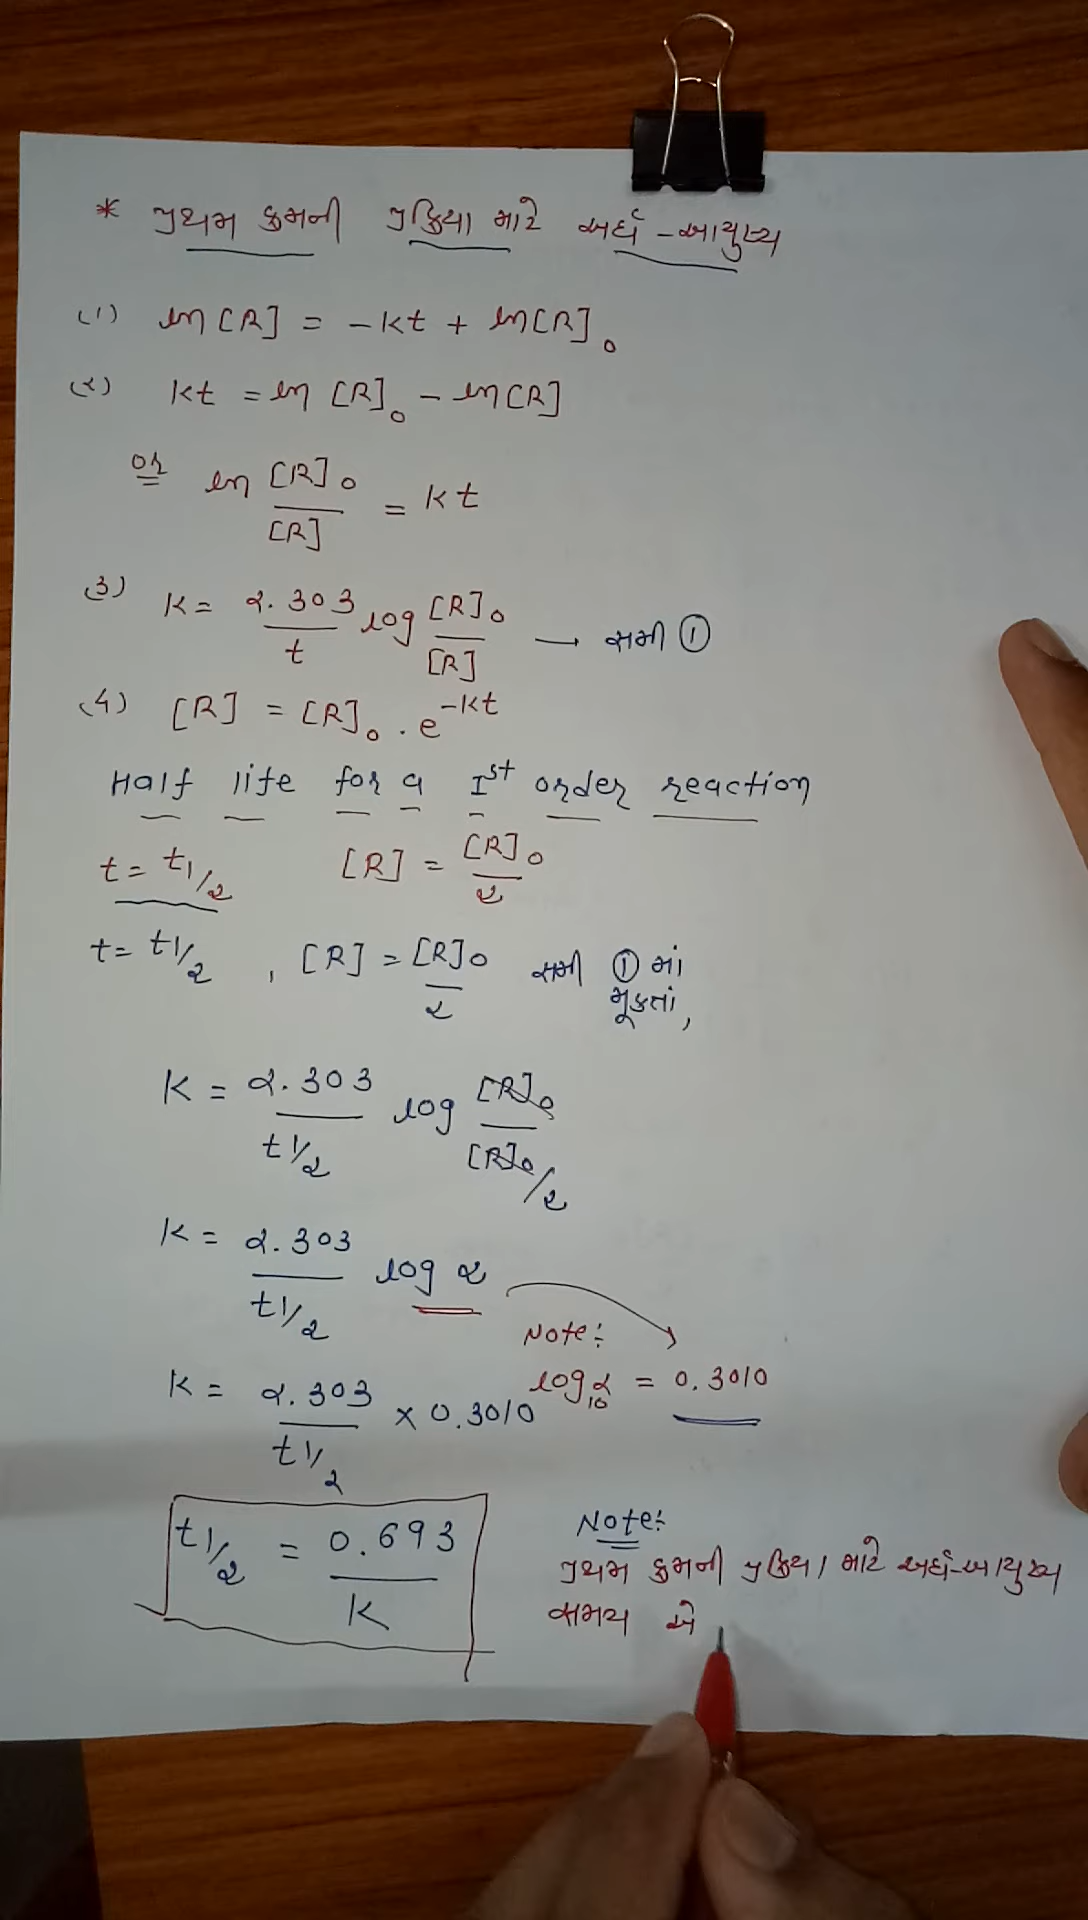 * પ્રથમ ક્રમની પ્રક્રિયા માટે અર્ધ-આયુષ્ય
(૧) ln [R] = -kt + ln[R]₀
(૨) kt = ln [R]₀ - ln[R]
or ln [R]₀ / [R] = kt
(3) K = 2.303 / t log [R]₀ / [R] → સમી ①
(4) [R] = [R]₀ . e^-kt
Half life for a Ist order reaction
t = t1/2 [R] = [R]₀ / 2
t = t1/2 , [R] = [R]₀ / 2 સમી ① માં
મૂકતાં,
K = 2.303 / t1/2 log [R]₀ / [R]₀/2
K = 2.303 / t1/2 log 2
Note:
log₁₀2 = 0.3010
K = 2.303 / t1/2 x 0.3010
t1/2 = 0.693 / K
Note:
પ્રથમ ક્રમની પ્રક્રિયા માટે અર્ધ-આયુષ્ય
સમય એ